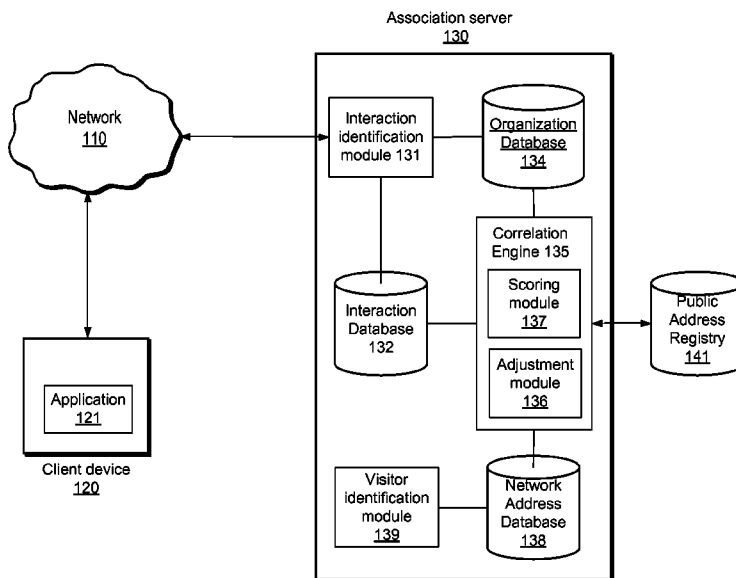 Association server
130
Network
110
Interaction
identification
module 131
Organization
Database
134
Correlation
Engine 135
Scoring
module
137
Interaction
Database
132
Public
Address
Registry
141
Adjustment
module
136
Application
121
Client device
120
Visitor
identification
module
139
Network
Address
Database
138